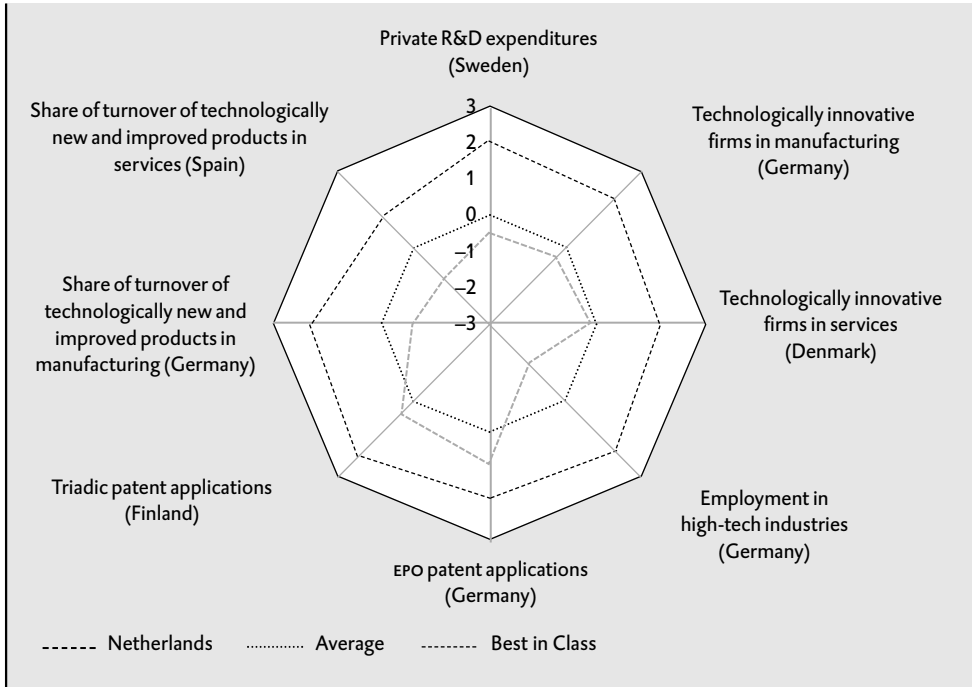 Private R&D expenditures
(Sweden)
Share of turnover of technologically
new and improved products in
services (Spain)
Technologically innovative
firms in manufacturing
(Germany)
3
2
1
0
–1
–2
–3
Share of turnover of
technologically new and
improved products in
manufacturing (Germany)
Technologically innovative
firms in services
(Denmark)
Triadic patent applications
(Finland)
Employment in
high-tech industries
(Germany)
EPO patent applications
(Germany)
Netherlands
Average
Best in Class